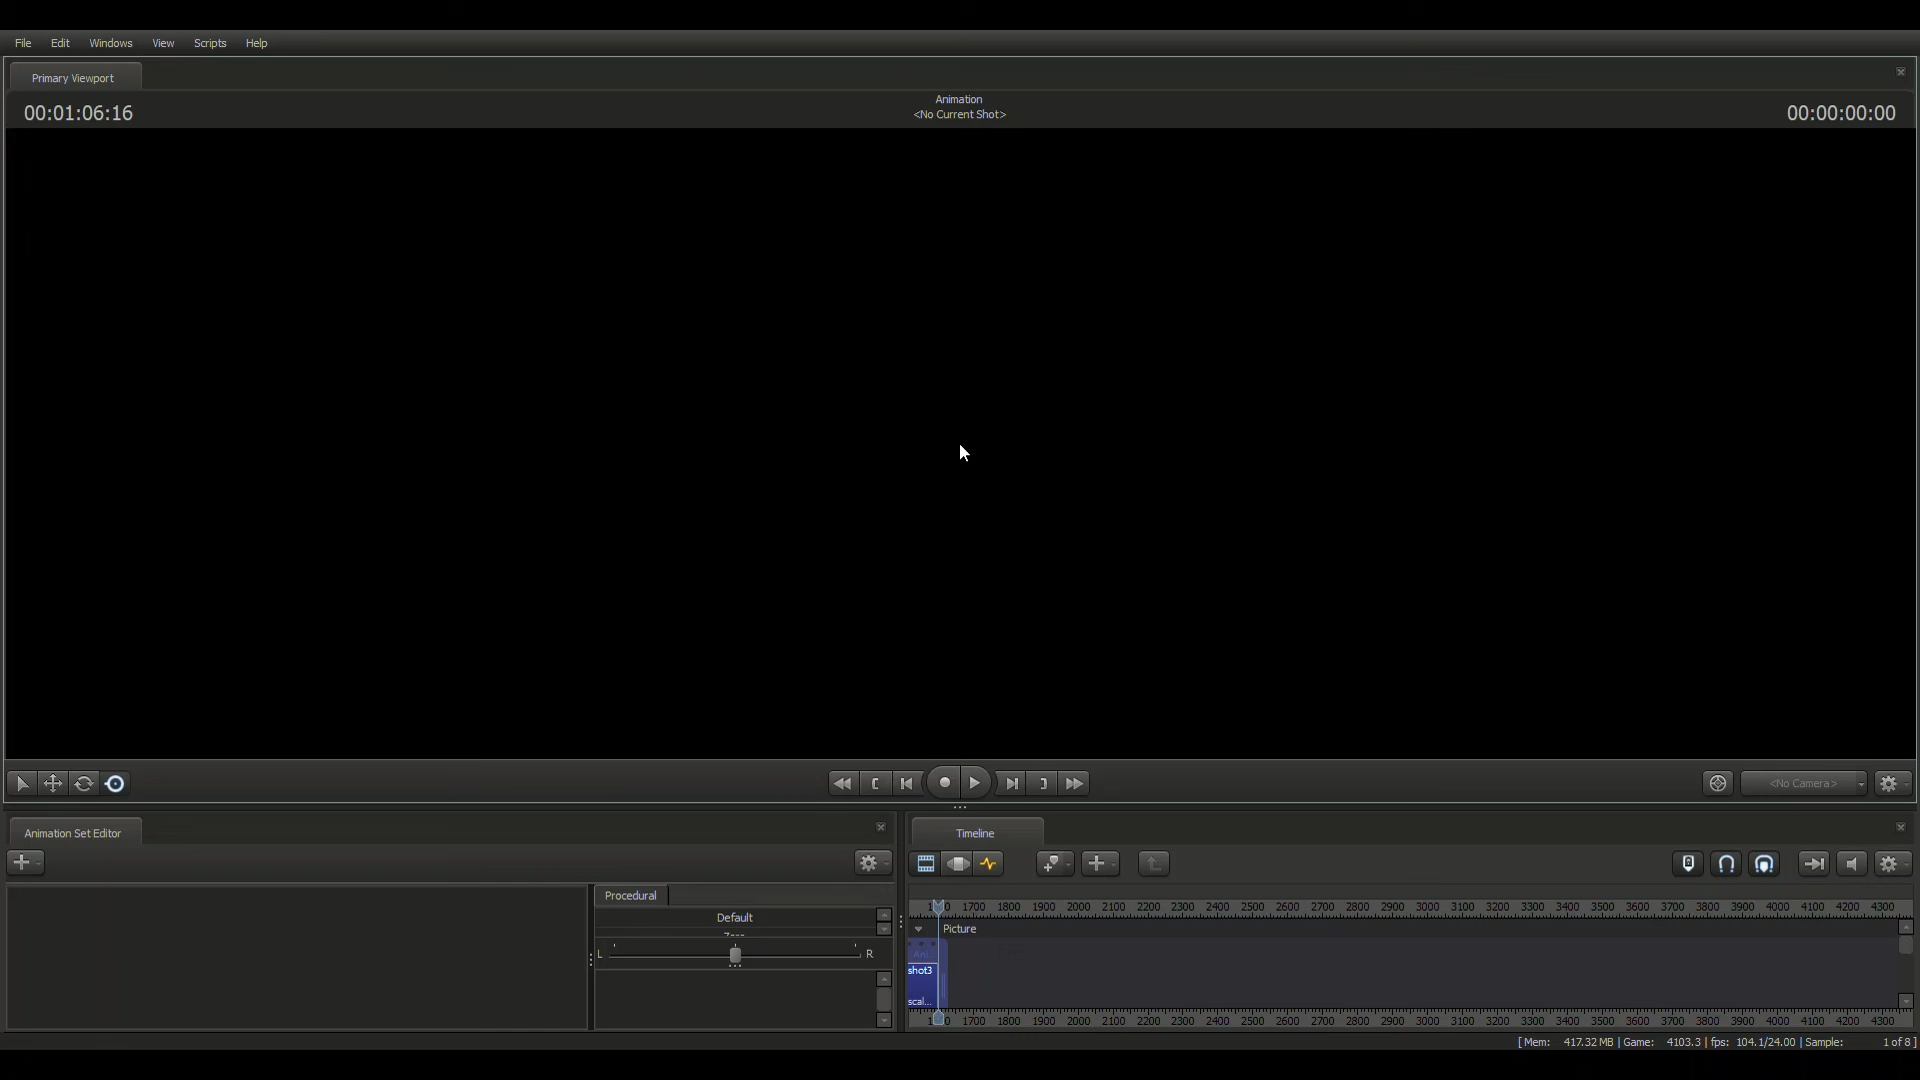 File Edit Windows View Scripts Help
Primary Viewport
00:01:06:16
Animation
<No Current Shot>
00:00:00:00
<No Camera>
Animation Set Editor
Timeline
Procedural
Default
L R
1700 1800 1900 2000 2100 2200 2300 2400 2500 2600 2700 2800 2900 3000 3100 3200 3300 3400 3500 3600 3700 3800 3900 4000 4100 4200 4300
Picture
shot3
scal...
1700 1800 1900 2000 2100 2200 2300 2400 2500 2600 2700 2800 2900 3000 3100 3200 3300 3400 3500 3600 3700 3800 3900 4000 4100 4200 4300
[ Mem: 417.32 MB | Game: 4103.3 | fps: 104.1/24.00 | Sample: 1 of 8 ]